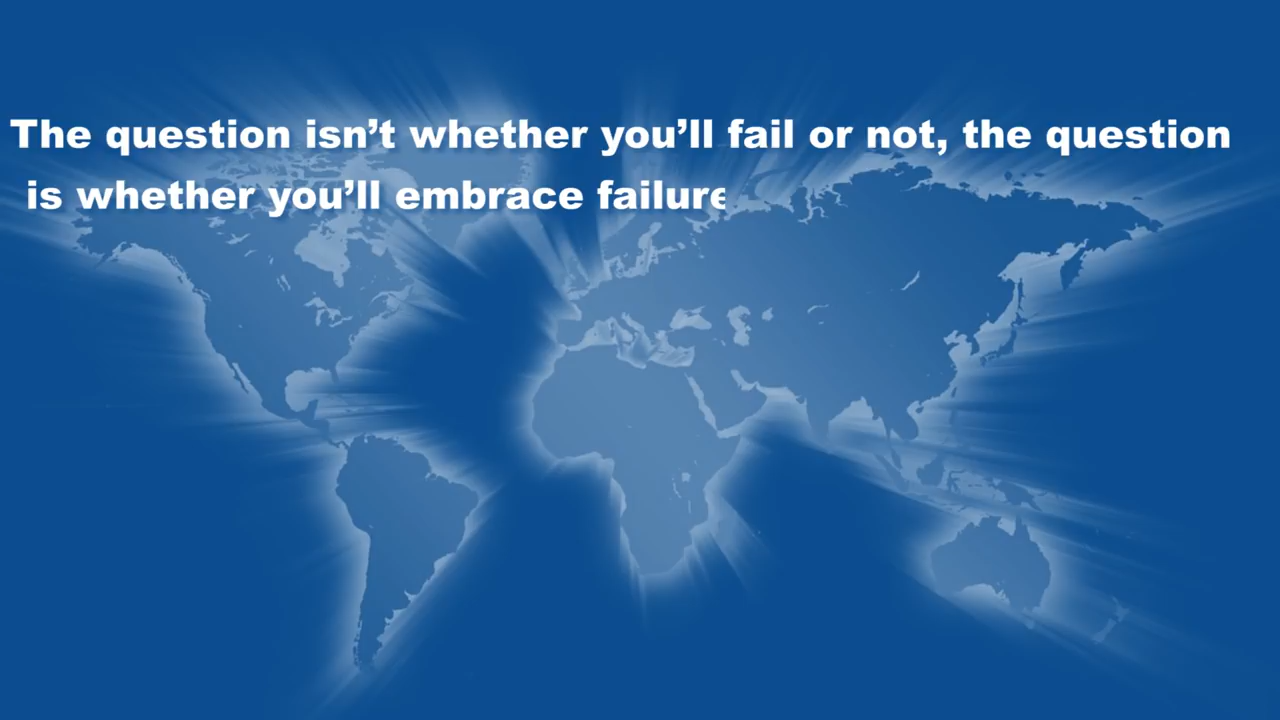 The question isn’t whether you’ll fail or not, the question
is whether you’ll embrace failure